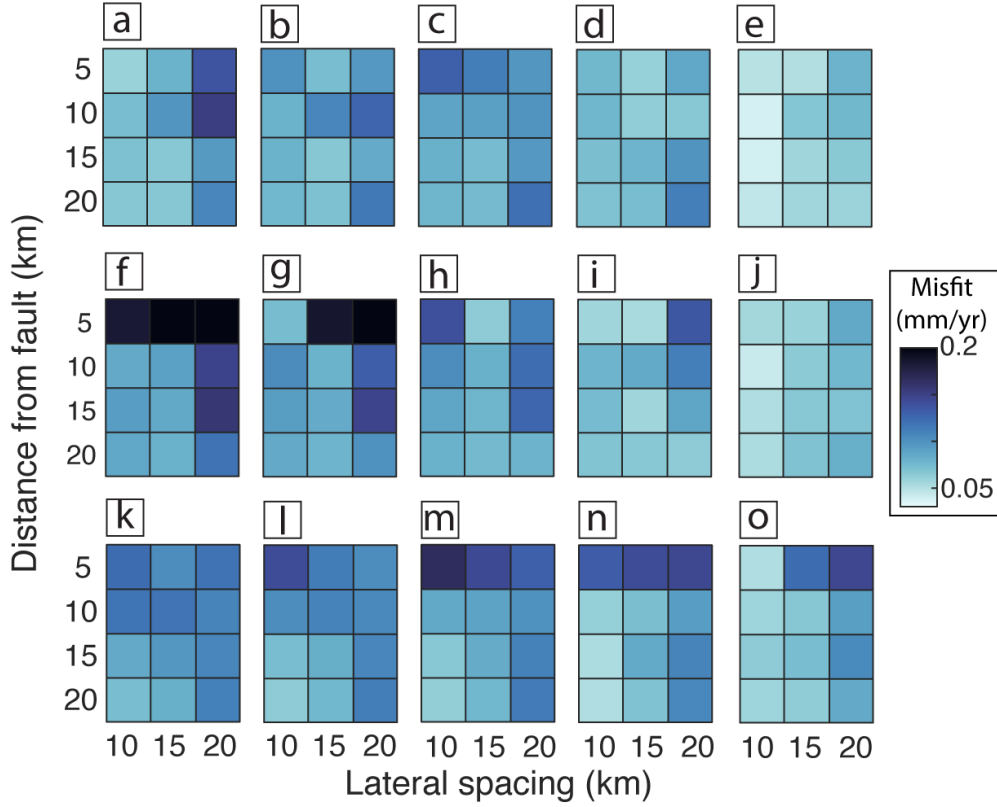 a b c d e
5
10
15
20
f g h i j
5
10
15
20
k l m n o
5
10
15
20
10 15 20 10 15 20 10 15 20 10 15 20 10 15 20
Lateral spacing (km)
Distance from fault (km)
Misfit
(mm/yr)
0.2
0.05